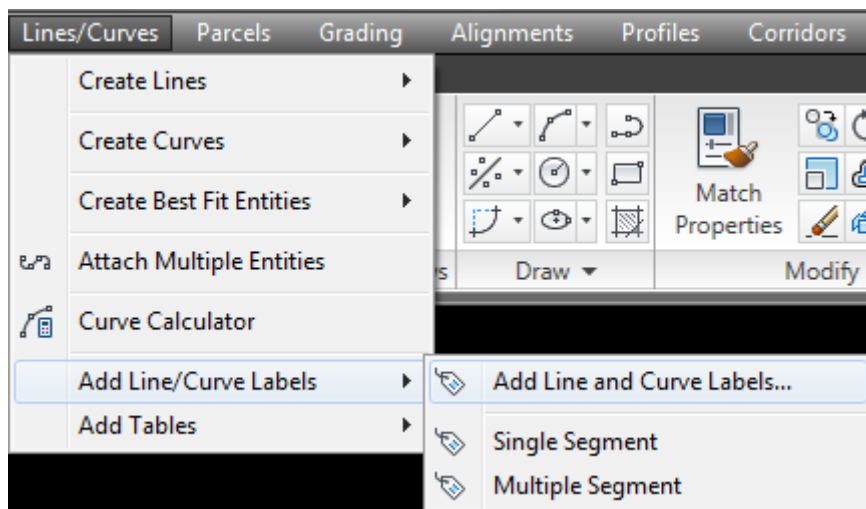 Lines/Curves Parcels Grading Alignments Profiles Corridors
Create Lines
Create Curves
Create Best Fit Entities
Attach Multiple Entities
Curve Calculator
Add Line/Curve Labels
Add Tables
Add Line and Curve Labels...
Single Segment
Multiple Segment
Match
Properties
Draw
Modify